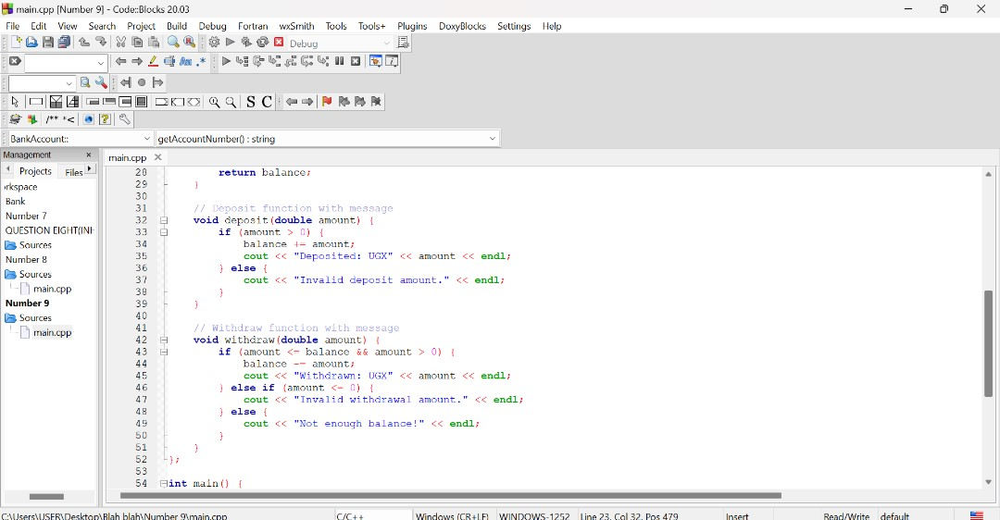 main.cpp [Number 9] - Code::Blocks 20.03
File Edit View Search Project Build Debug Fortran wxSmith Tools Tools+ Plugins DoxyBlocks Settings Help
Debug
S C
/** *<
BankAccount:: getAccountNumber() : string
Management
main.cpp
Projects Files
rkspace
Bank
Number 7
QUESTION EIGHT(INH
Sources
Number 8
Sources
main.cpp
Number 9
Sources
main.cpp
28 return balance;
29 }
30
31 // Deposit function with message
32 void deposit(double amount) {
33 if (amount > 0) {
34 balance += amount;
35 cout << "Deposited: UGX" << amount << endl;
36 } else {
37 cout << "Invalid deposit amount." << endl;
38 }
39 }
40
41 // Withdraw function with message
42 void withdraw(double amount) {
43 if (amount <= balance && amount > 0) {
44 balance -= amount;
45 cout << "Withdrawn: UGX" << amount << endl;
46 } else if (amount <= 0) {
47 cout << "Invalid withdrawal amount." << endl;
48 } else {
49 cout << "Not enough balance!" << endl;
50 }
51 }
52 };
53
54 int main() {
C:\Users\USER\Desktop\Blah blah\Number 9\main.cpp C/C++ Windows (CR+LF) WINDOWS-1252 Line 23, Col 32, Pos 479 Insert Read/Write default